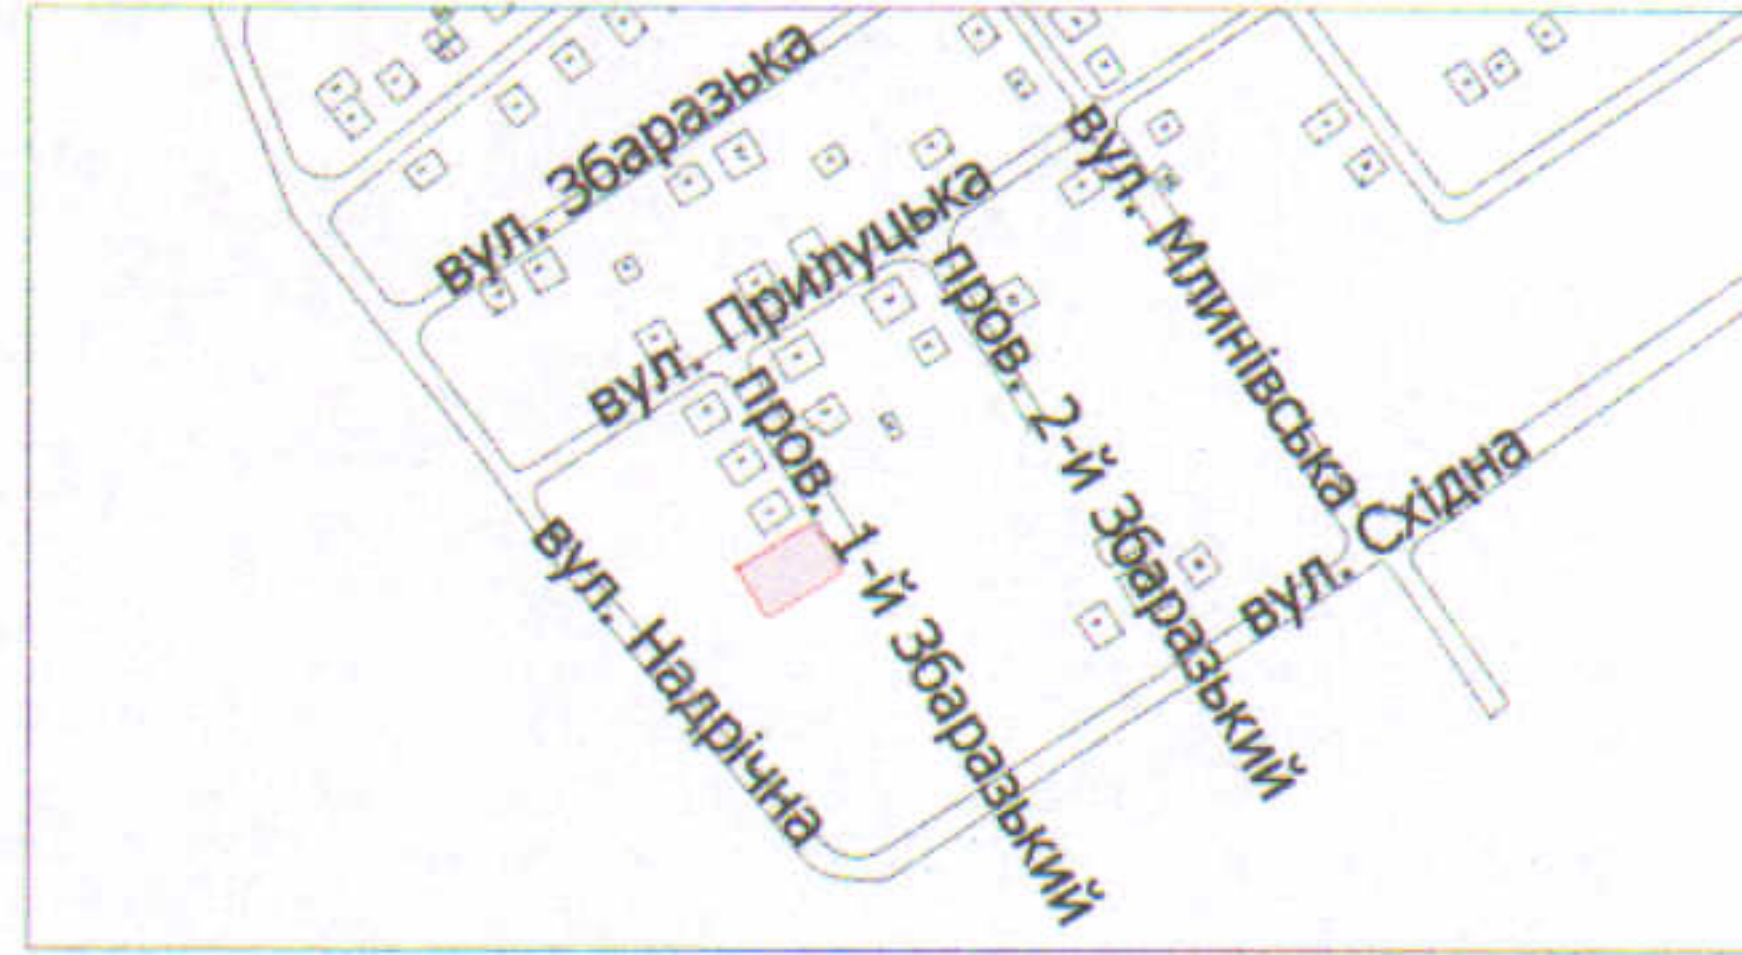 вул. Збаразька
вул. Прилуцька
вул. Млинівська
пров. 2-й Збаразький
пров. 1-й Збаразький
вул. Східна
вул. Надрічна